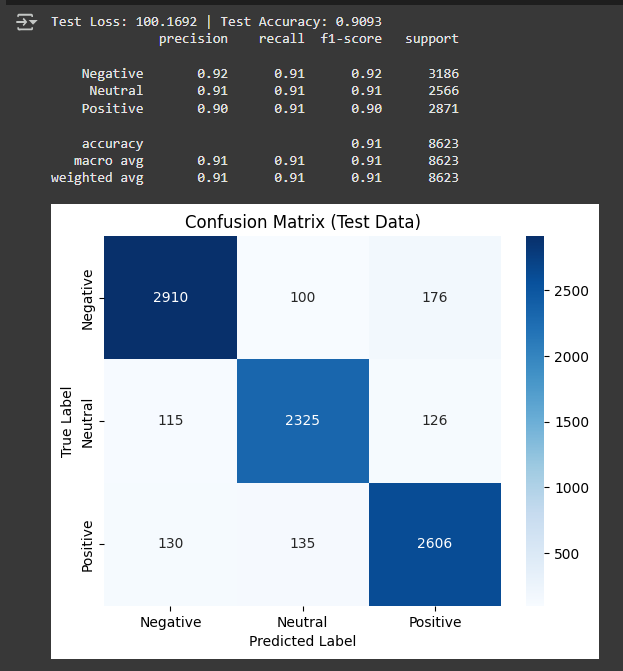 Test Loss: 100.1692 | Test Accuracy: 0.9093
precision recall f1-score support
Negative 0.92 0.91 0.92 3186
Neutral 0.91 0.91 0.91 2566
Positive 0.90 0.91 0.90 2871
accuracy 0.91 8623
macro avg 0.91 0.91 0.91 8623
weighted avg 0.91 0.91 0.91 8623
Confusion Matrix (Test Data)
Negative 2910 100 176
Neutral 115 2325 126
Positive 130 135 2606
True Label
Negative Neutral Positive
Predicted Label
2500
2000
1500
1000
500